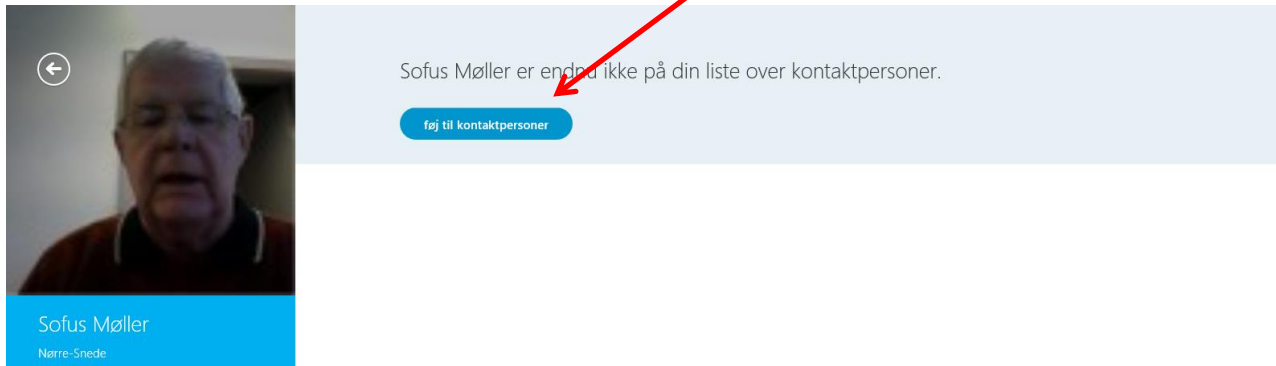 Sofus Møller er endnu ikke på din liste over kontaktpersoner.
føj til kontaktpersoner
Sofus Møller
Nørre-Snede